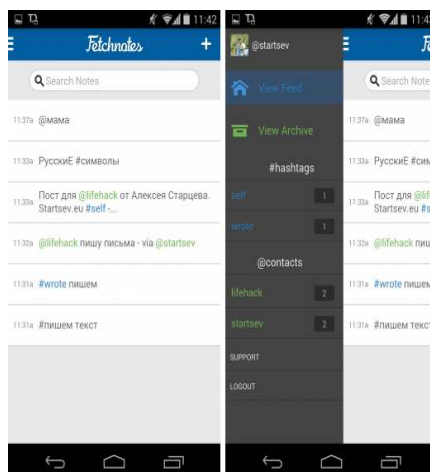 11:42
Fetchnotes
+
Search Notes
11:37a @мама
11:33a РусскиЕ #символы
11:33a Пост для @lifehack от Алексея Старцева.
Startsev.eu #self -...
11:32a @lifehack пишу письма - via @startsev
11:31a #wrote пишем
11:31a #пишем текст
11:43
@startsev
View Feed
View Archive
#hashtags
self 1
wrote 1
@contacts
lifehack 2
startsev 2
SUPPORT
LOGOUT
Fe
Search Note
11:37a @мама
11:33a РусскиЕ #сим
11:33a Пост для @lif
Startsev.eu #s
11:32a @lifehack пиш
11:31a #wrote пишем
11:31a #пишем текс